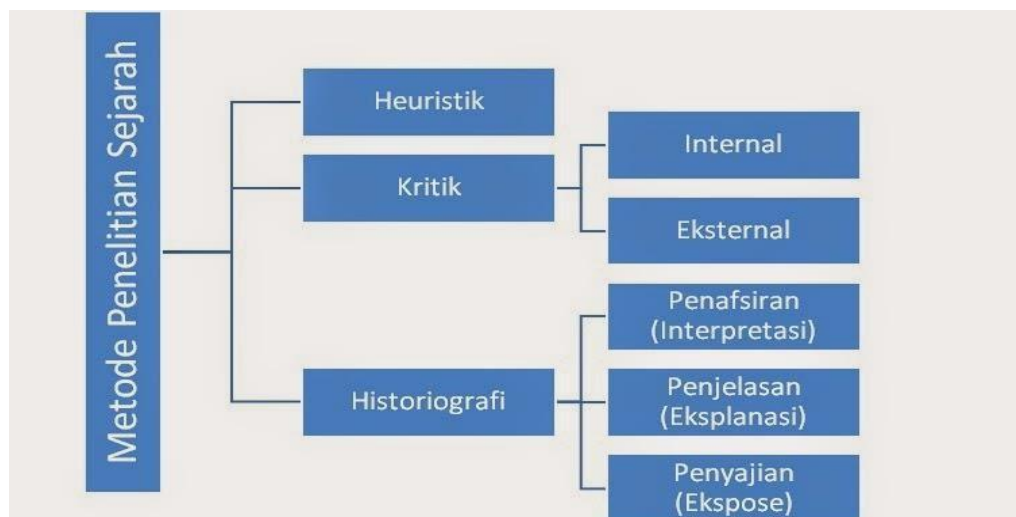 Metode Penelitian Sejarah
Heuristik
Kritik
Internal
Eksternal
Historiografi
Penafsiran
(Interpretasi)
Penjelasan
(Eksplanasi)
Penyajian
(Ekspose)